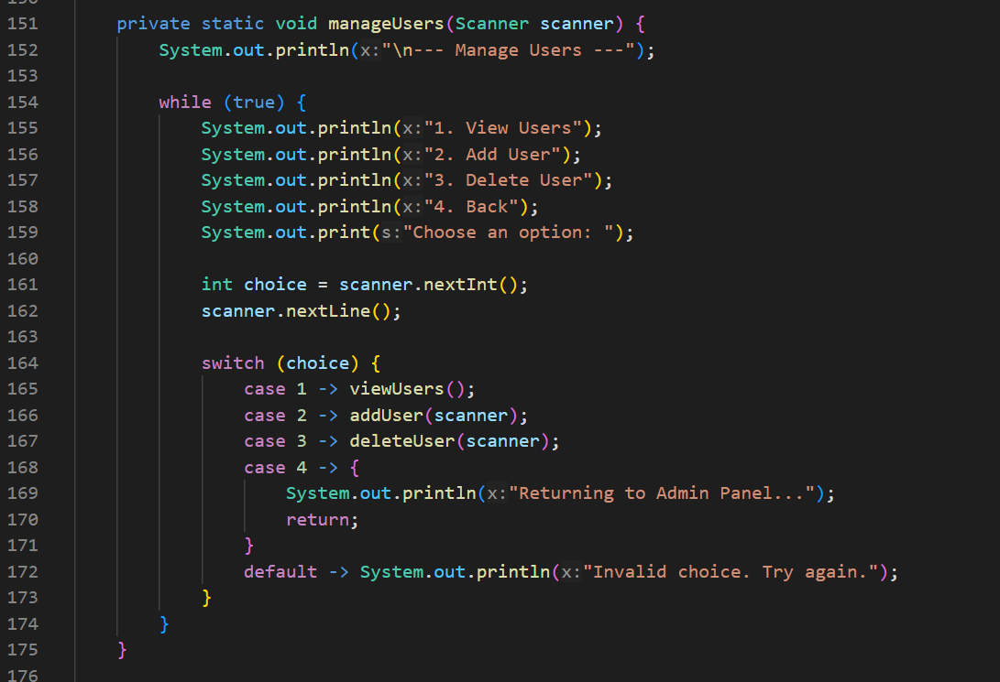 151 private static void manageUsers(Scanner scanner) {
152 System.out.println(x:"\n--- Manage Users ---");
153
154 while (true) {
155 System.out.println(x:"1. View Users");
156 System.out.println(x:"2. Add User");
157 System.out.println(x:"3. Delete User");
158 System.out.println(x:"4. Back");
159 System.out.print(s:"Choose an option: ");
160
161 int choice = scanner.nextInt();
162 scanner.nextLine();
163
164 switch (choice) {
165 case 1 -> viewUsers();
166 case 2 -> addUser(scanner);
167 case 3 -> deleteUser(scanner);
168 case 4 -> {
169 System.out.println(x:"Returning to Admin Panel...");
170 return;
171 }
172 default -> System.out.println(x:"Invalid choice. Try again.");
173 }
174 }
175 }
176